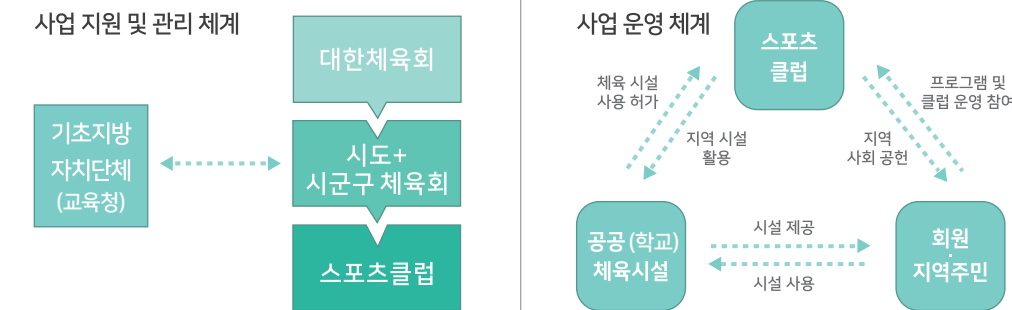 사업 지원 및 관리 체계
대한체육회
기초지방
자치단체
(교육청)
시도+
시군구 체육회
스포츠클럽
사업 운영 체계
스포츠
클럽
체육 시설
사용 허가
지역 시설
활용
프로그램 및
클럽 운영 참여
지역
사회 공헌
공공 (학교)
체육시설
시설 제공
시설 사용
회원
·
지역주민